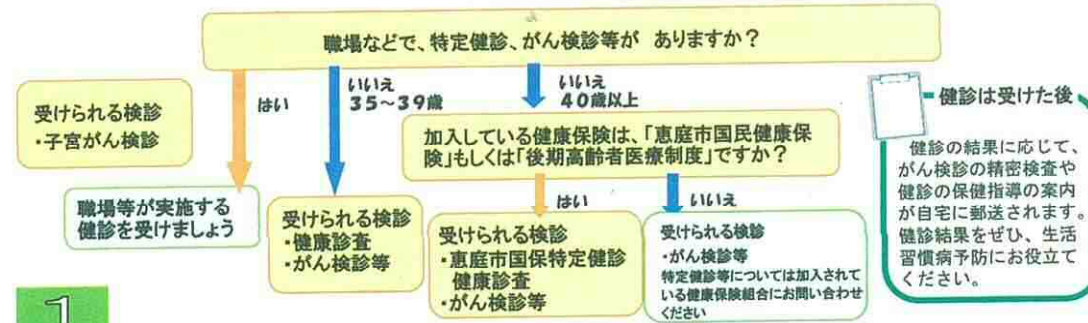 職場などで、特定健診、がん検診等が ありますか？
受けられる検診
・子宮がん検診
はい
いいえ
35～39歳
いいえ
40歳以上
職場等が実施する
健診を受けましょう
受けられる検診
・健康診査
・がん検診等
加入している健康保険は、「恵庭市国民健康保
険」もしくは「後期高齢者医療制度」ですか？
はい
いいえ
受けられる検診
・恵庭市国保特定健診
健康診査
・がん検診等
受けられる検診
・がん検診等
特定健診等については加入されて
いる健康保険組合にお問い合わせ
ください
健診は受けた後
健診の結果に応じて、
がん検診の精密検査や
健診の保健指導の案内
が自宅に郵送されます。
健診結果をぜひ、生活
習慣病予防にお役立て
ください。
1